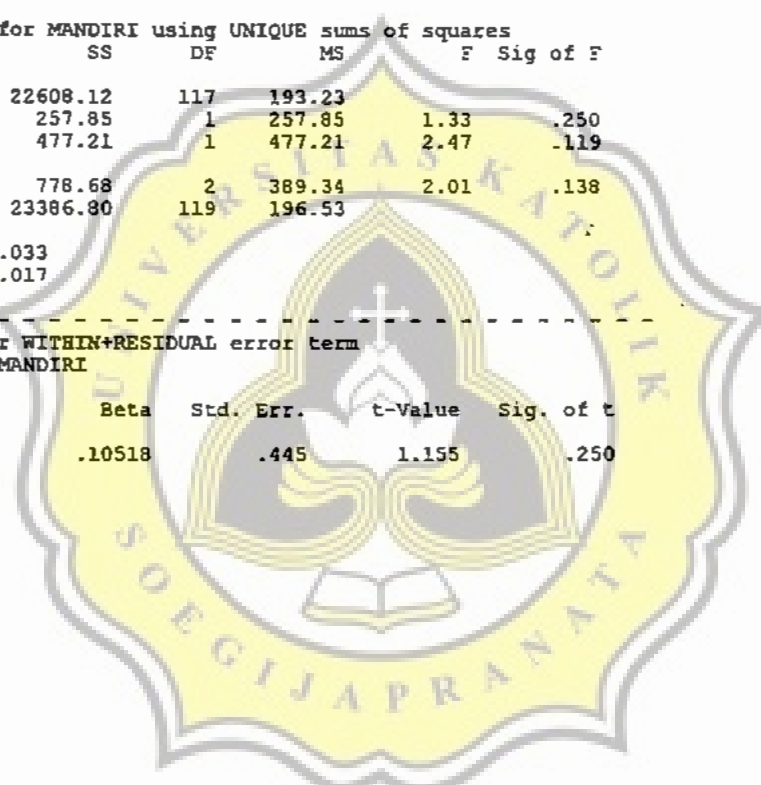 for MANDIRI using UNIQUE sums of squares
SS DF MS F Sig of F
22608.12 117 193.23
257.85 1 257.85 1.33 .250
477.21 1 477.21 2.47 .119
778.68 2 389.34 2.01 .138
23386.80 119 196.53
.033
.017
r WITHIN+RESIDUAL error term
MANDIRI
Beta Std. Err. t-Value Sig. of t
.10518 .445 1.155 .250
UNIVERSITAS KATOLIK
SOEGIJAPRANATA